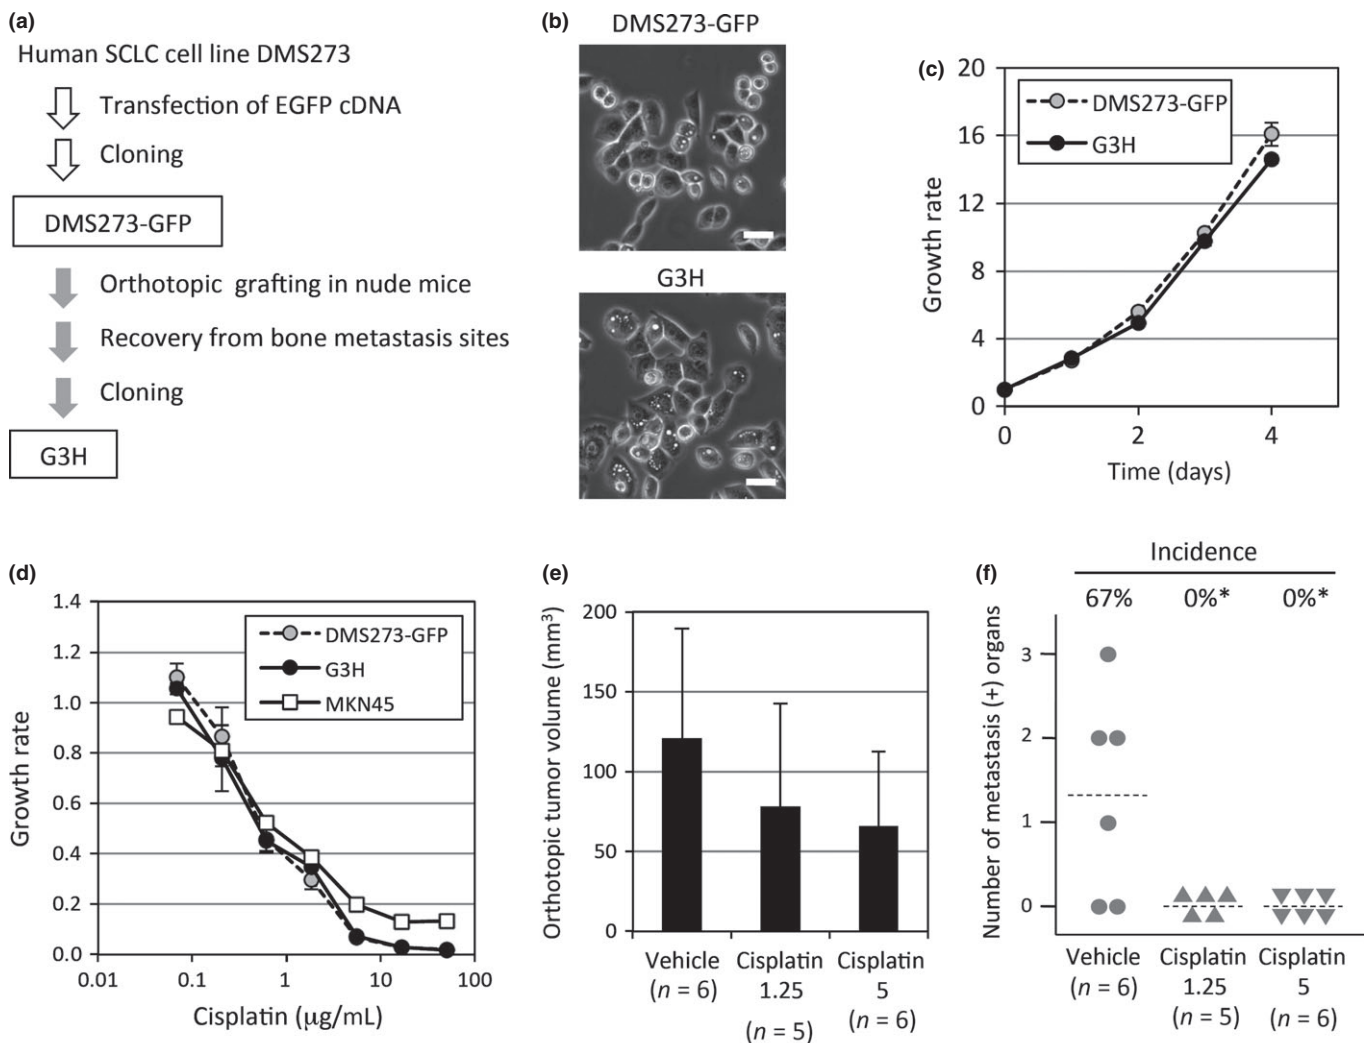 (a)
Human SCLC cell line DMS273
Transfection of EGFP cDNA
Cloning
DMS273-GFP
Orthotopic grafting in nude mice
Recovery from bone metastasis sites
Cloning
G3H
(b)
DMS273-GFP
G3H
(c)
20
16
12
8
4
0
Growth rate
DMS273-GFP
G3H
0
2
4
Time (days)
(d)
1.4
1.2
1.0
0.8
0.6
0.4
0.2
0.0
Growth rate
DMS273-GFP
G3H
MKN45
0.01
0.1
1
10
100
Cisplatin (µg/mL)
(e)
200
150
100
50
0
Orthotopic tumor volume (mm³)
Vehicle
(n = 6)
Cisplatin
1.25
(n = 5)
Cisplatin
5
(n = 6)
(f)
Incidence
67%
0%*
0%*
3
2
1
0
Number of metastasis (+) organs
Vehicle
(n = 6)
Cisplatin
1.25
(n = 5)
Cisplatin
5
(n = 6)